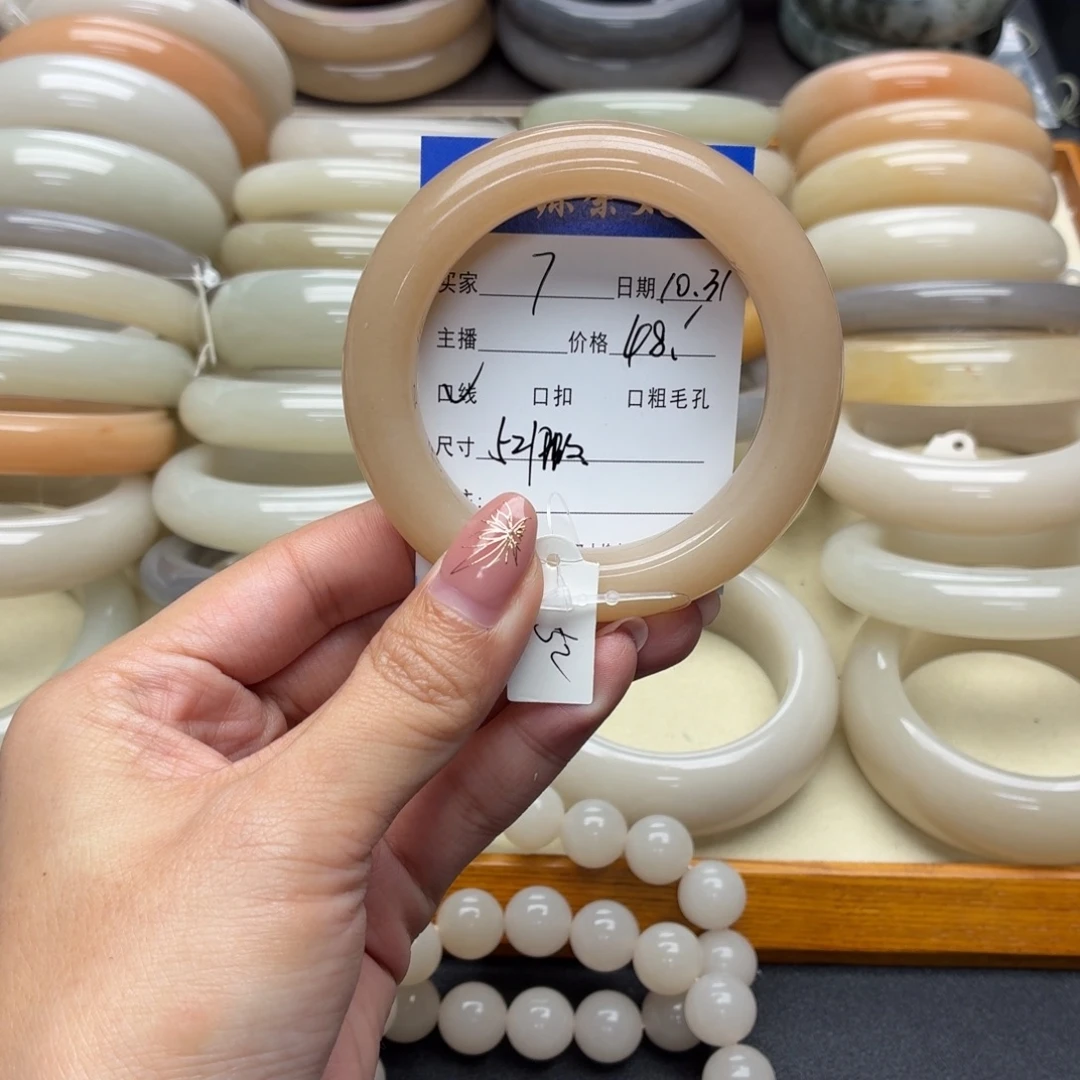 买家 7 日期 10.31
主播 价格 68.
口线 口扣 口粗毛孔
尺寸 52
52